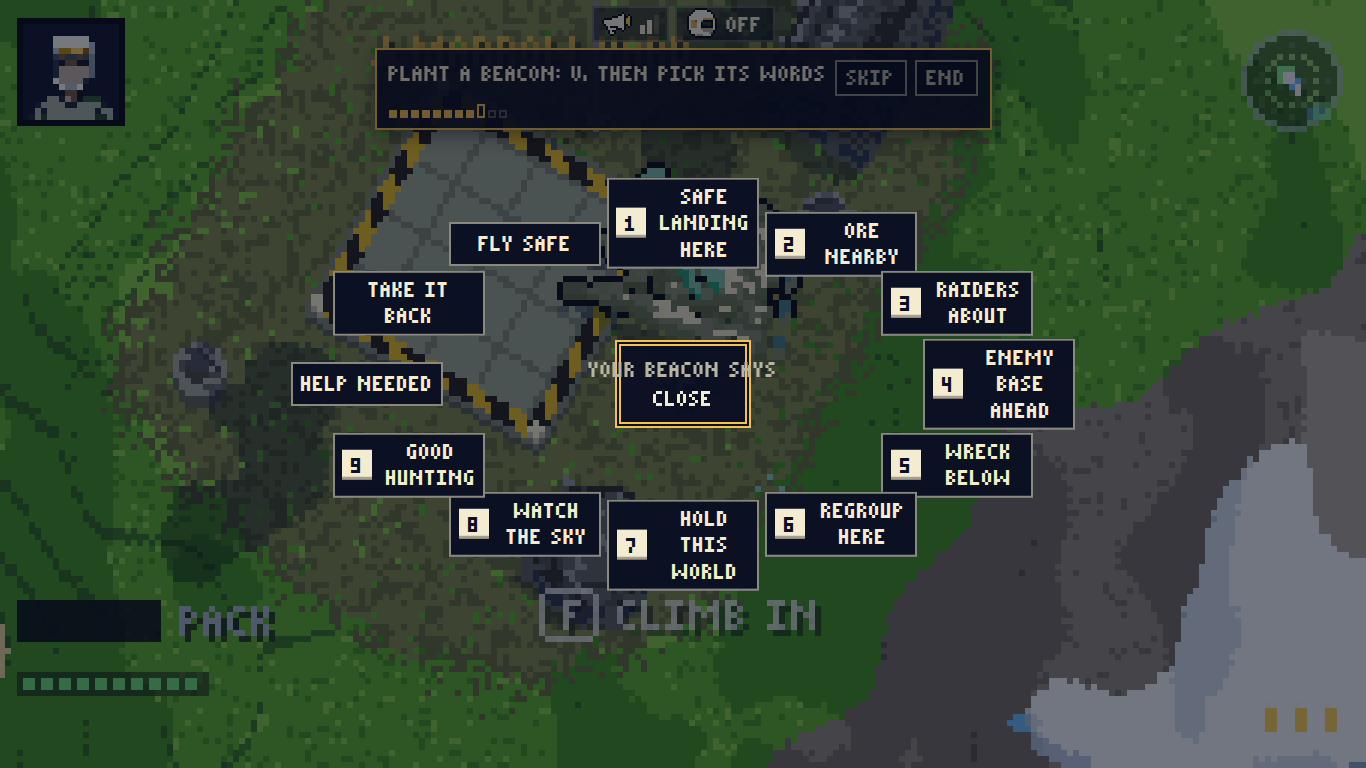 OFF
PLANT A BEACON: V, THEN PICK ITS WORDS
SKIP
END
1
SAFE
LANDING
HERE
FLY SAFE
2
ORE
NEARBY
TAKE IT
BACK
3
RAIDERS
ABOUT
4
ENEMY
BASE
AHEAD
YOUR BEACON SAYS
CLOSE
HELP NEEDED
9
GOOD
HUNTING
5
WRECK
BELOW
8
WATCH
THE SKY
7
HOLD
THIS
WORLD
6
REGROUP
HERE
PACK
F CLIMB IN